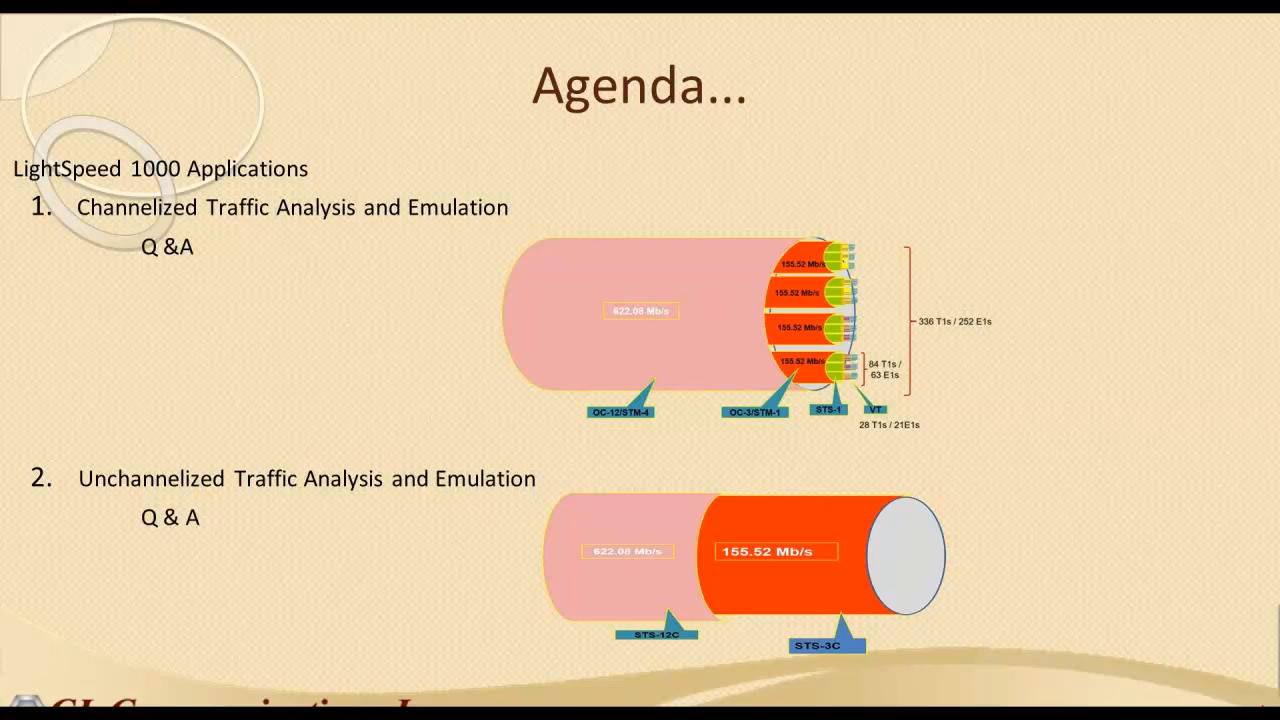 Agenda...
LightSpeed 1000 Applications
1. Channelized Traffic Analysis and Emulation
Q &A
622.08 Mb/s
155.52 Mb/s
155.52 Mb/s
155.52 Mb/s
155.52 Mb/s
336 T1s / 252 E1s
84 T1s /
63 E1s
OC-12/STM-4
OC-3/STM-1
STS-1
VT
28 T1s / 21E1s
2. Unchannelized Traffic Analysis and Emulation
Q & A
622.08 Mb/s
155.52 Mb/s
STS-12C
STS-3C